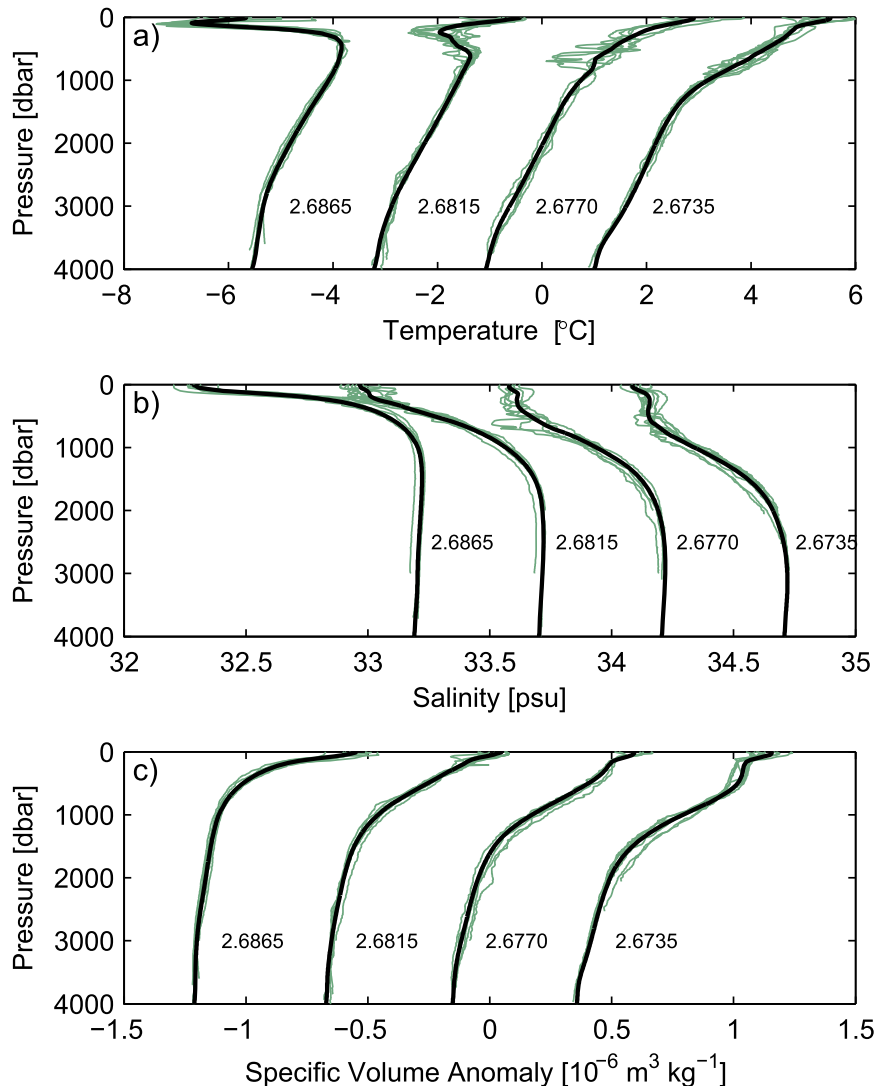 a)
Pressure [dbar]
0
1000
2000
3000
4000
2.6865 2.6815 2.6770 2.6735
−8 −6 −4 −2 0 2 4 6
Temperature [°C]
b)
Pressure [dbar]
0
1000
2000
3000
4000
2.6865 2.6815 2.6770 2.6735
32 32.5 33 33.5 34 34.5 35
Salinity [psu]
c)
Pressure [dbar]
0
1000
2000
3000
4000
2.6865 2.6815 2.6770 2.6735
−1.5 −1 −0.5 0 0.5 1 1.5
Specific Volume Anomaly [10⁻⁶ m³ kg⁻¹]